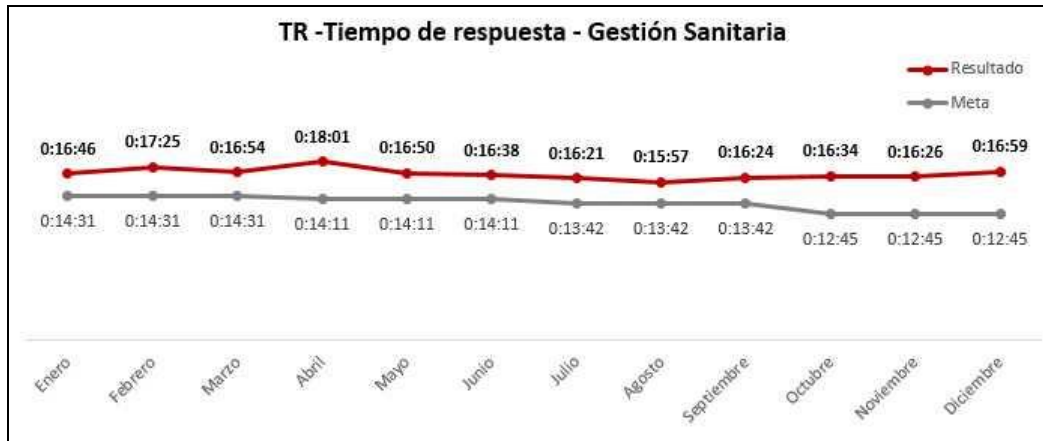 TR -Tiempo de respuesta - Gestión Sanitaria
Resultado
Meta
0:16:46 0:17:25 0:16:54 0:18:01 0:16:50 0:16:38 0:16:21 0:15:57 0:16:24 0:16:34 0:16:26 0:16:59
0:14:31 0:14:31 0:14:31 0:14:11 0:14:11 0:14:11 0:13:42 0:13:42 0:13:42 0:12:45 0:12:45 0:12:45
Enero Febrero Marzo Abril Mayo Junio Julio Agosto Septiembre Octubre Noviembre Diciembre